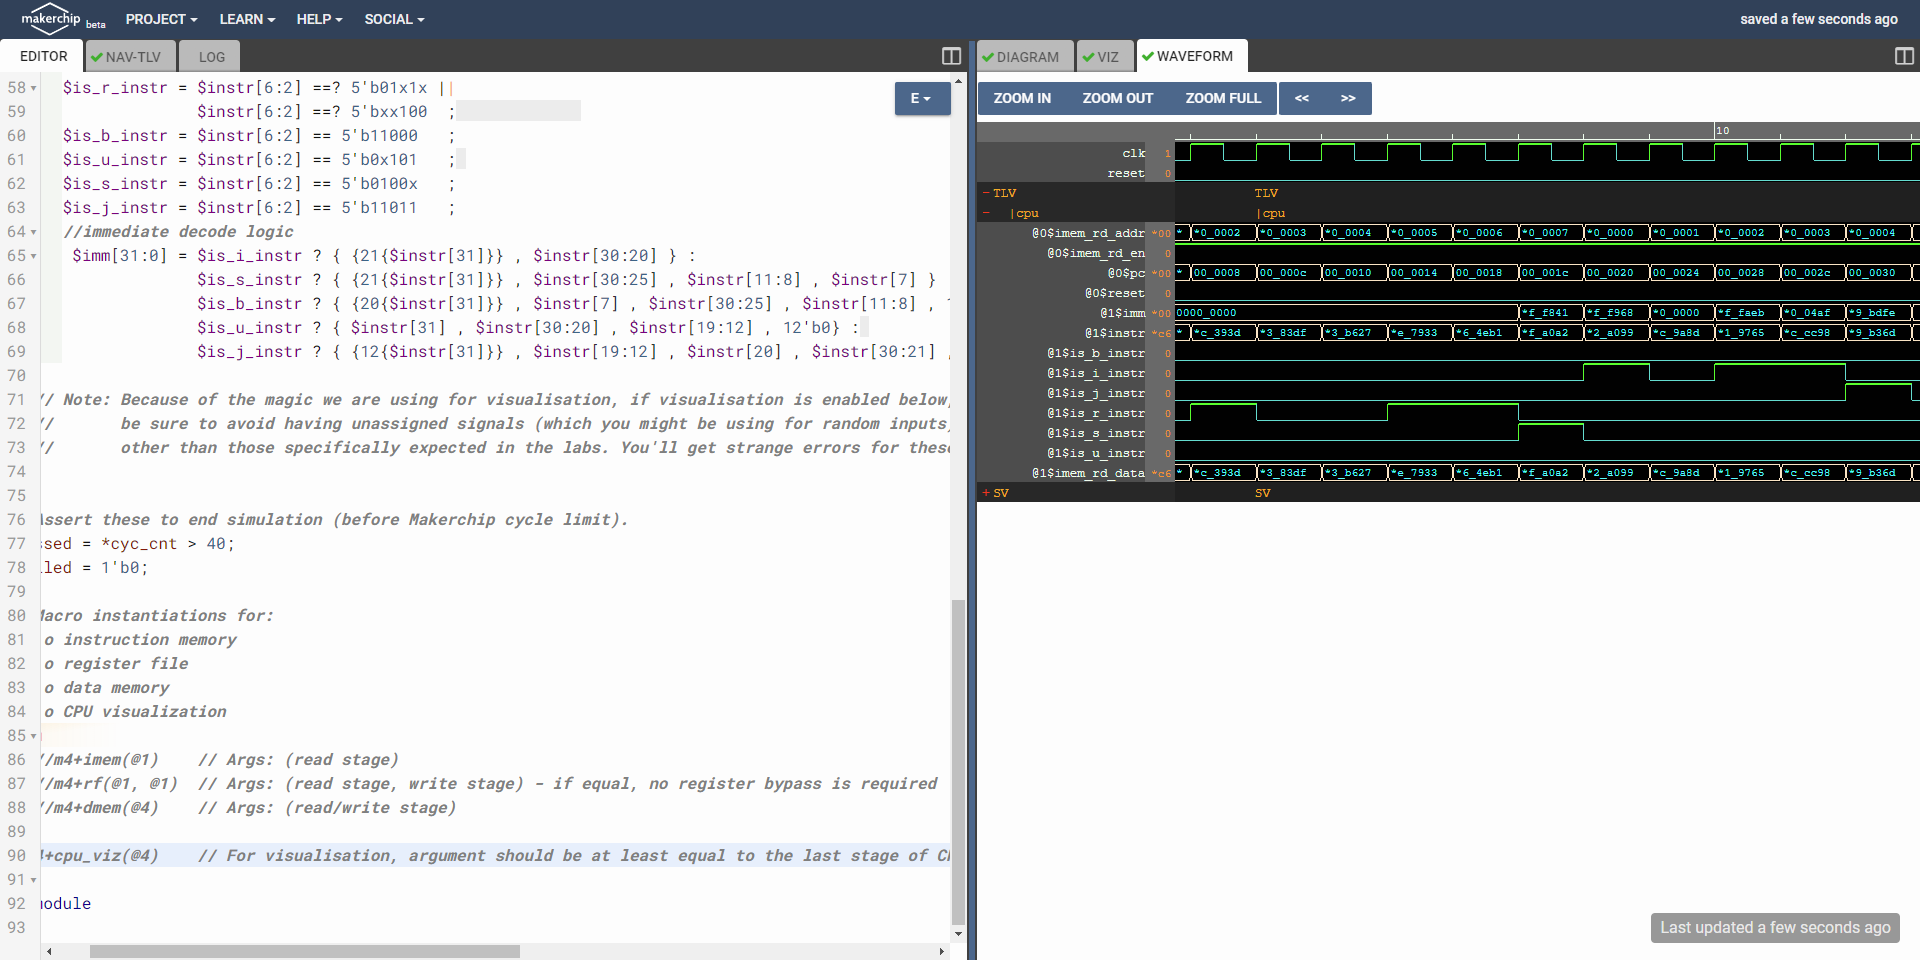 makerchip beta PROJECT LEARN HELP SOCIAL saved a few seconds ago
EDITOR NAV-TLV LOG
58 $is_r_instr = $instr[6:2] ==? 5'b01x1x ||
59 $instr[6:2] ==? 5'bxx100 ;
60 $is_b_instr = $instr[6:2] == 5'b11000 ;
61 $is_u_instr = $instr[6:2] == 5'b0x101 ;
62 $is_s_instr = $instr[6:2] == 5'b0100x ;
63 $is_j_instr = $instr[6:2] == 5'b11011 ;
64 //immediate decode logic
65 $imm[31:0] = $is_i_instr ? { {21{$instr[31]}} , $instr[30:20] } :
66 $is_s_instr ? { {21{$instr[31]}} , $instr[30:25] , $instr[11:8] , $instr[7] }
67 $is_b_instr ? { {20{$instr[31]}} , $instr[7] , $instr[30:25] , $instr[11:8] ,
68 $is_u_instr ? { $instr[31] , $instr[30:20] , $instr[19:12] , 12'b0} :
69 $is_j_instr ? { {12{$instr[31]}} , $instr[19:12] , $instr[20] , $instr[30:21] ,
70
71 // Note: Because of the magic we are using for visualisation, if visualisation is enabled below,
72 // be sure to avoid having unassigned signals (which you might be using for random inputs)
73 // other than those specifically expected in the labs. You'll get strange errors for these
74
75
76 Assert these to end simulation (before Makerchip cycle limit).
77 ssed = *cyc_cnt > 40;
78 led = 1'b0;
79
80 Macro instantiations for:
81 o instruction memory
82 o register file
83 o data memory
84 o CPU visualization
85
86 //m4+imem(@1) // Args: (read stage)
87 //m4+rf(@1, @1) // Args: (read stage, write stage) - if equal, no register bypass is required
88 //m4+dmem(@4) // Args: (read/write stage)
89
90 +cpu_viz(@4) // For visualisation, argument should be at least equal to the last stage of
91
92 odule
93
E
DIAGRAM VIZ WAVEFORM
ZOOM IN ZOOM OUT ZOOM FULL << >>
10
clk 1
reset 0
- TLV TLV
- |cpu |cpu
@0$imem_rd_addr *00 * *0_0002 *0_0003 *0_0004 *0_0005 *0_0006 *0_0007 *0_0000 *0_0001 *0_0002 *0_0003 *0_0004
@0$imem_rd_en 0
@0$pc *00 * 00_0008 00_000c 00_0010 00_0014 00_0018 00_001c 00_0020 00_0024 00_0028 00_002c 00_0030
@0$reset 0
@1$imm *00 0000_0000 *f_f841 *f_f968 *0_0000 *f_faeb *0_04af *9_bdfe
@1$instr *c6 * *c_393d *3_83df *3_b627 *e_7933 *6_4eb1 *f_a0a2 *2_a099 *c_9a8d *1_9765 *c_cc98 *9_b36d
@1$is_b_instr 0
@1$is_i_instr 0
@1$is_j_instr 0
@1$is_r_instr 0
@1$is_s_instr 0
@1$is_u_instr 0
@1$imem_rd_data *c6 * *c_393d *3_83df *3_b627 *e_7933 *6_4eb1 *f_a0a2 *2_a099 *c_9a8d *1_9765 *c_cc98 *9_b36d
+ SV SV
Last updated a few seconds ago